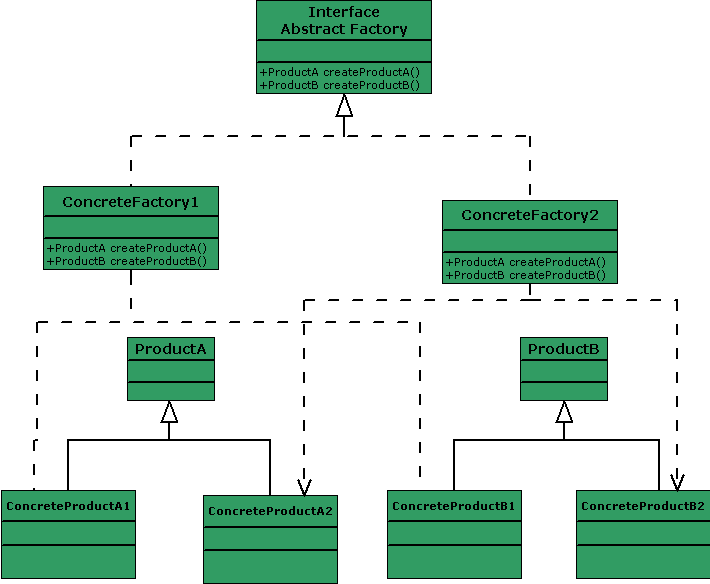 Interface
Abstract Factory
+ProductA createProductA()
+ProductB createProductB()
ConcreteFactory1
+ProductA createProductA()
+ProductB createProductB()
ConcreteFactory2
+ProductA createProductA()
+ProductB createProductB()
ProductA
ProductB
ConcreteProductA1
ConcreteProductA2
ConcreteProductB1
ConcreteProductB2